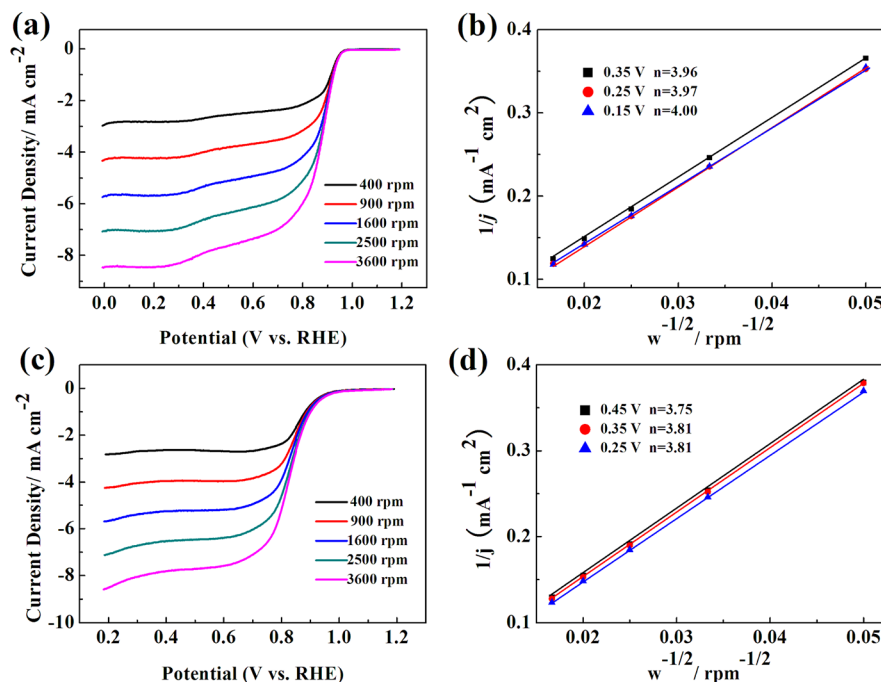 (a)
0
-2
-4
-6
-8
Current Density/ mA cm-2
400 rpm
900 rpm
1600 rpm
2500 rpm
3600 rpm
0.0 0.2 0.4 0.6 0.8 1.0 1.2
Potential (V vs. RHE)
(b)
0.4
0.3
0.2
0.1
1/j (mA-1 cm2)
0.35 V n=3.96
0.25 V n=3.97
0.15 V n=4.00
0.02 0.03 0.04 0.05
w-1/2/ rpm-1/2
(c)
0
-2
-4
-6
-8
-10
Current Density/ mA cm-2
400 rpm
900 rpm
1600 rpm
2500 rpm
3600 rpm
0.2 0.4 0.6 0.8 1.0 1.2
Potential (V vs. RHE)
(d)
0.4
0.3
0.2
0.1
1/j (mA-1 cm2)
0.45 V n=3.75
0.35 V n=3.81
0.25 V n=3.81
0.02 0.03 0.04 0.05
w-1/2/ rpm-1/2